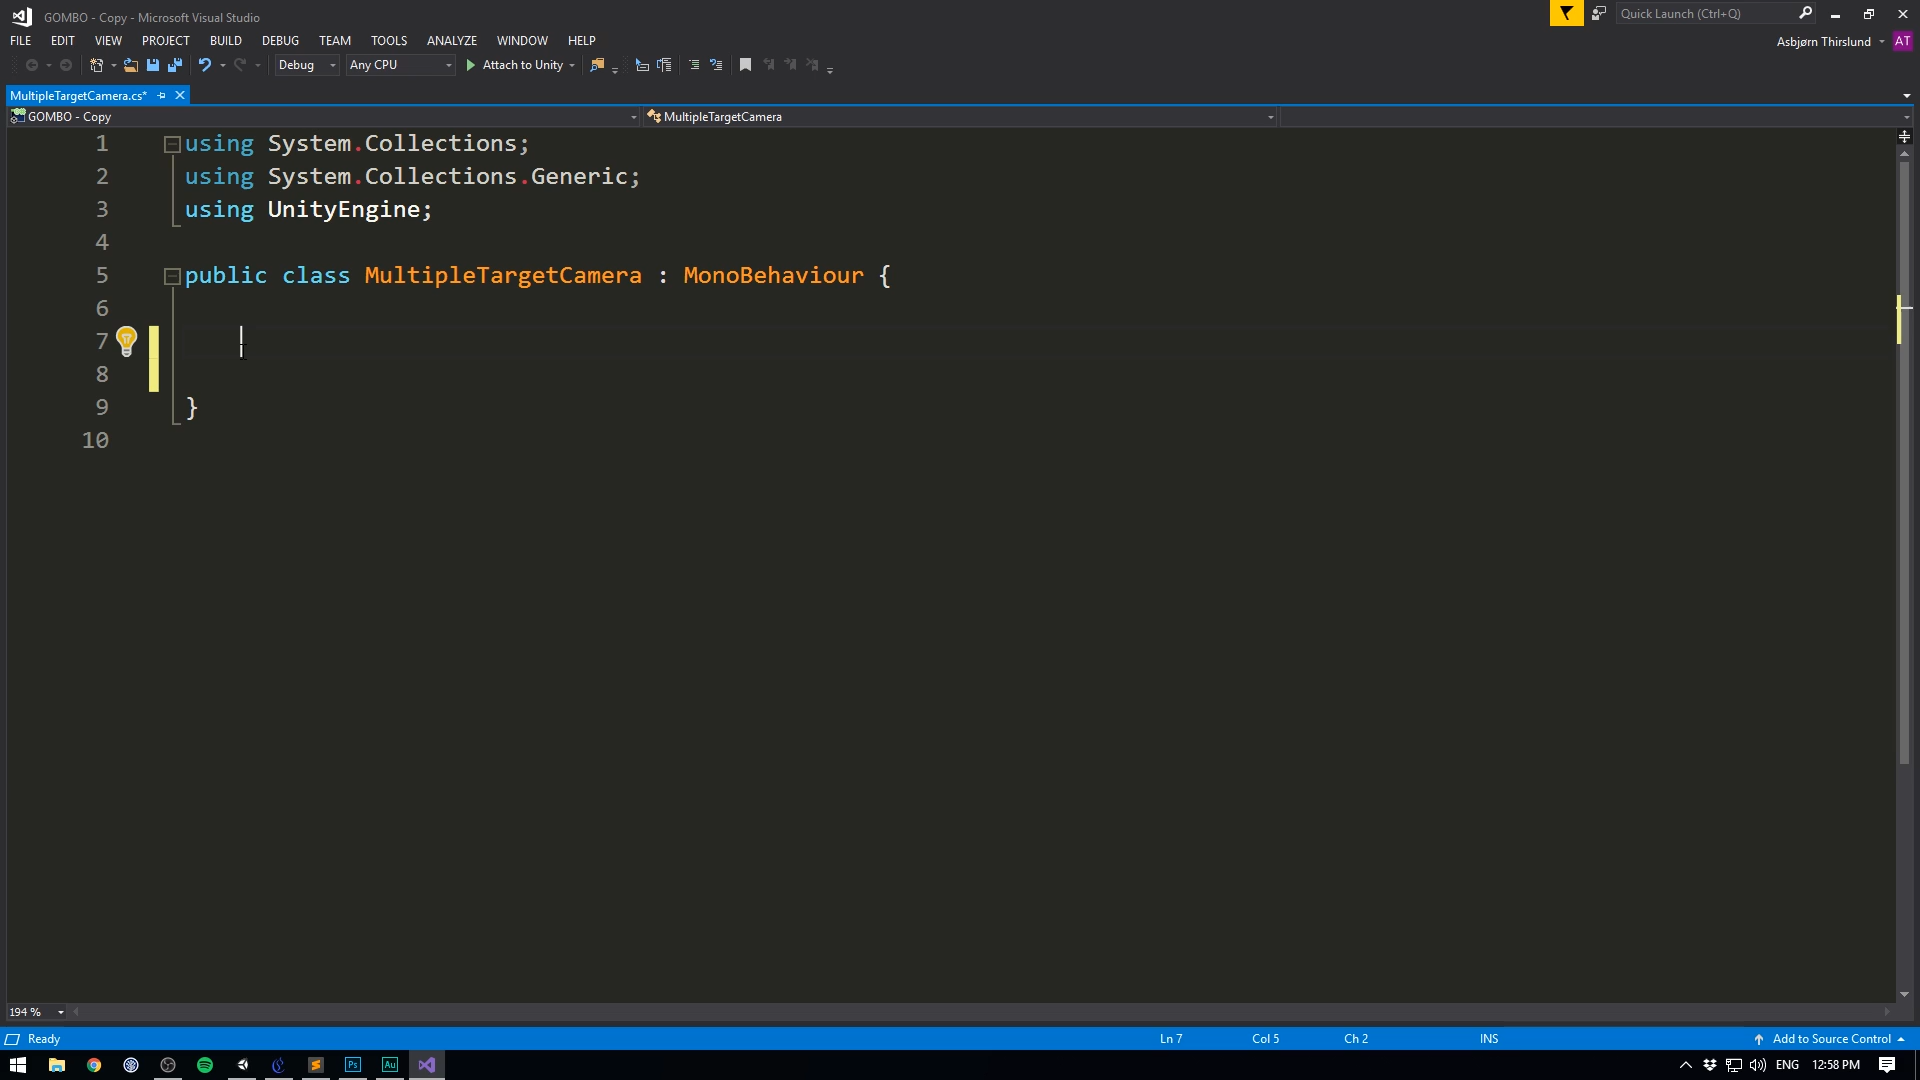 GOMBO - Copy - Microsoft Visual Studio
Quick Launch (Ctrl+Q)
FILE EDIT VIEW PROJECT BUILD DEBUG TEAM TOOLS ANALYZE WINDOW HELP
Asbjørn Thirslund AT
Debug Any CPU Attach to Unity
MultipleTargetCamera.cs*
GOMBO - Copy
MultipleTargetCamera
1 using System.Collections;
2 using System.Collections.Generic;
3 using UnityEngine;
4
5 public class MultipleTargetCamera : MonoBehaviour {
6
7
8
9 }
10
194 %
Ready Ln 7 Col 5 Ch 2 INS Add to Source Control
Ps Au ENG 12:58 PM